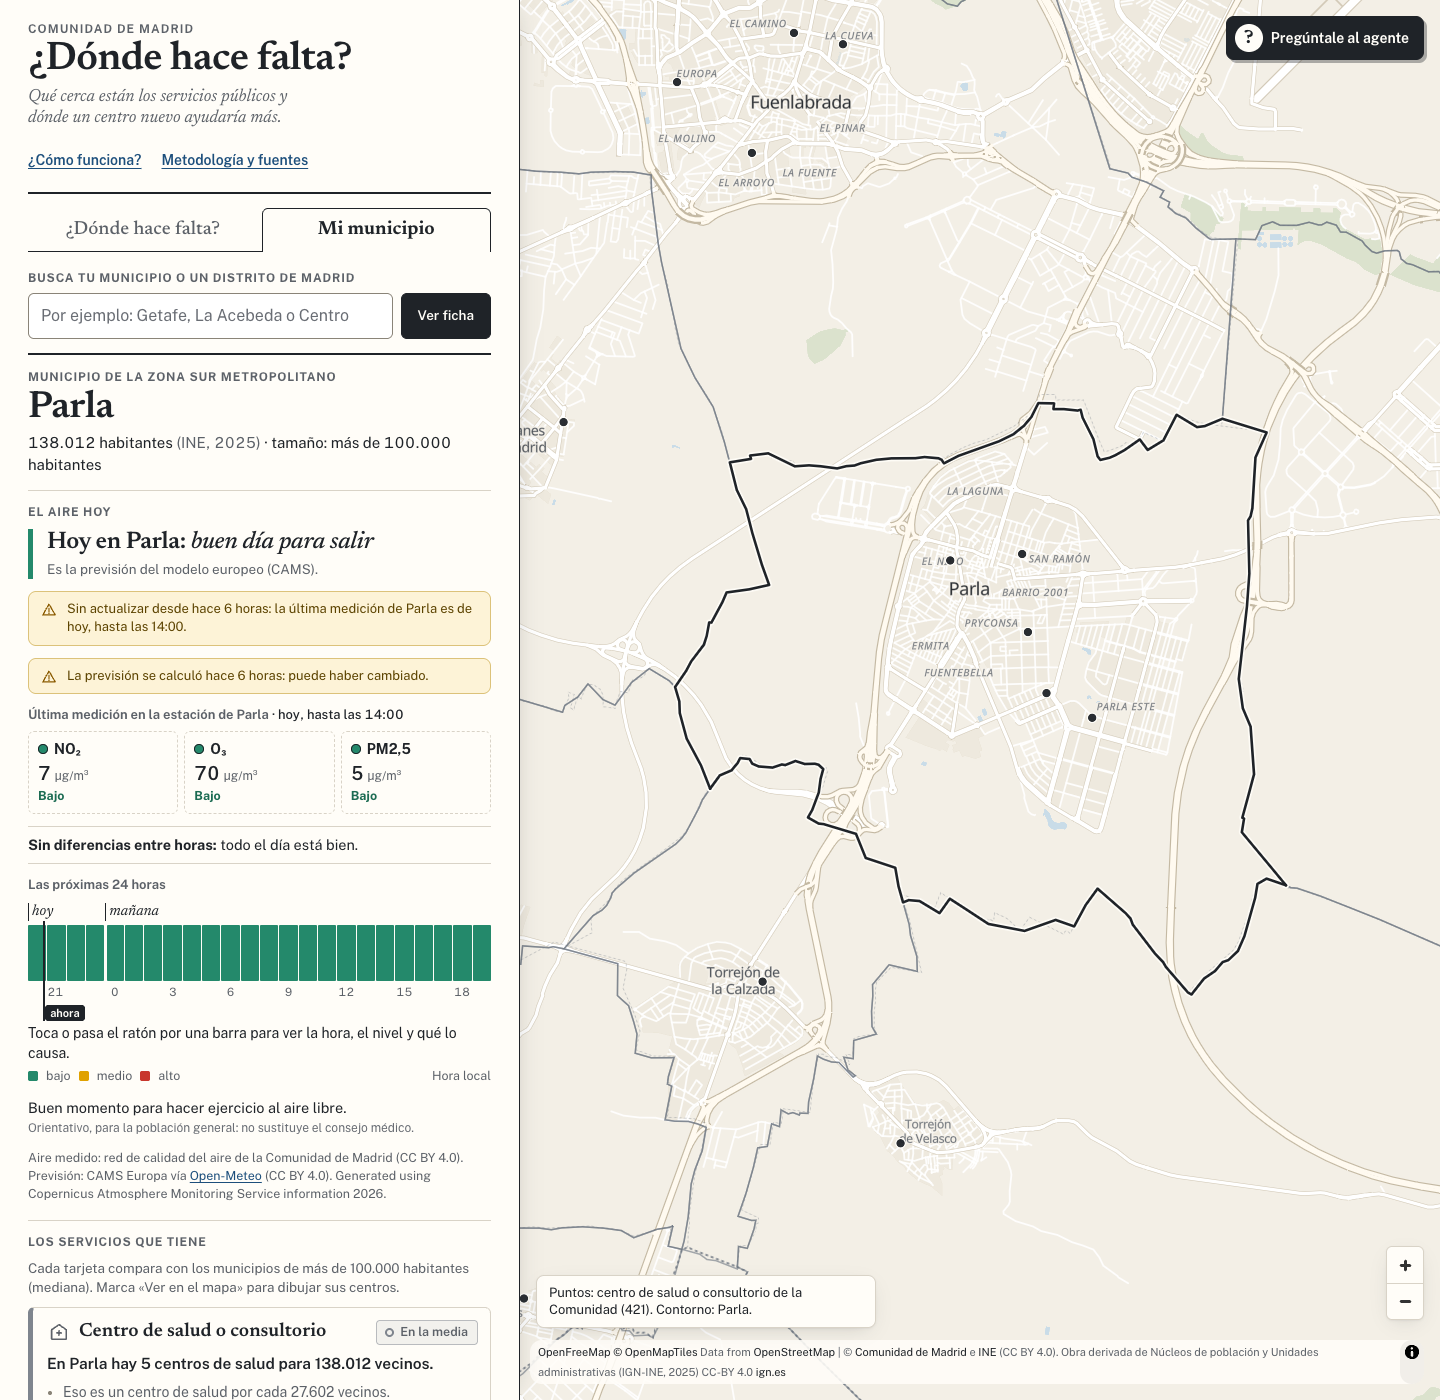 COMUNIDAD DE MADRID
¿Dónde hace falta?
Qué cerca están los servicios públicos y
dónde un centro nuevo ayudaría más.
¿Cómo funciona? Metodología y fuentes
¿Dónde hace falta? Mi municipio
BUSCA TU MUNICIPIO O UN DISTRITO DE MADRID
Por ejemplo: Getafe, La Acebeda o Centro Ver ficha
MUNICIPIO DE LA ZONA SUR METROPOLITANO
Parla
138.012 habitantes (INE, 2025) · tamaño: más de 100.000
habitantes
EL AIRE HOY
Hoy en Parla: buen día para salir
Es la previsión del modelo europeo (CAMS).
Sin actualizar desde hace 6 horas: la última medición de Parla es de
hoy, hasta las 14:00.
La previsión se calculó hace 6 horas: puede haber cambiado.
Última medición en la estación de Parla · hoy, hasta las 14:00
NO₂ O₃ PM2,5
7 µg/m³ 70 µg/m³ 5 µg/m³
Bajo Bajo Bajo
Sin diferencias entre horas: todo el día está bien.
Las próximas 24 horas
hoy mañana
21 0 3 6 9 12 15 18
ahora
Toca o pasa el ratón por una barra para ver la hora, el nivel y qué lo
causa.
bajo medio alto Hora local
Buen momento para hacer ejercicio al aire libre.
Orientativo, para la población general: no sustituye el consejo médico.
Aire medido: red de calidad del aire de la Comunidad de Madrid (CC BY 4.0).
Previsión: CAMS Europa vía Open-Meteo (CC BY 4.0). Generated using
Copernicus Atmosphere Monitoring Service information 2026.
LOS SERVICIOS QUE TIENE
Cada tarjeta compara con los municipios de más de 100.000 habitantes
(mediana). Marca «Ver en el mapa» para dibujar sus centros.
Centro de salud o consultorio En la media
En Parla hay 5 centros de salud para 138.012 vecinos.
• Eso es un centro de salud por cada 27.602 vecinos.
? Pregúntale al agente
EL CAMINO
LA CUEVA
EUROPA
Fuenlabrada
EL PINAR
EL MOLINO
LA FUENTE
EL ARROYO
anes
adrid
LA LAGUNA
SAN RAMÓN
Parla
BARRIO 2001
PRYCONSA
ERMITA
FUENTEBELLA
PARLA ESTE
Torrejón de
la Calzada
Torrejón
de Velasco
Puntos: centro de salud o consultorio de la
Comunidad (421). Contorno: Parla.
+
−
OpenFreeMap © OpenMapTiles Data from OpenStreetMap | © Comunidad de Madrid e INE (CC BY 4.0). Obra derivada de Núcleos de población y Unidades
administrativas (IGN-INE, 2025) CC-BY 4.0 ign.es